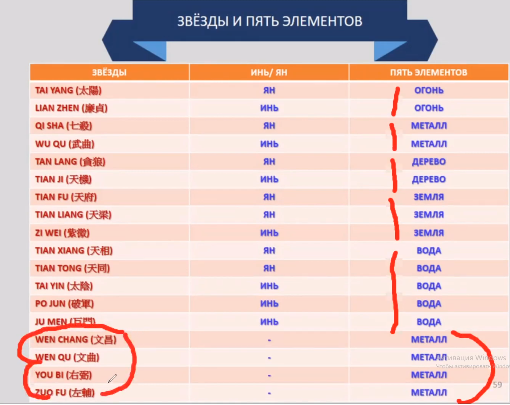 ЗВЁЗДЫ И ПЯТЬ ЭЛЕМЕНТОВ
ЗВЁЗДЫ ИНЬ/ ЯН ПЯТЬ ЭЛЕМЕНТОВ
TAI YANG (太陽) ЯН ОГОНЬ
LIAN ZHEN (廉貞) ИНЬ ОГОНЬ
QI SHA (七殺) ЯН МЕТАЛЛ
WU QU (武曲) ИНЬ МЕТАЛЛ
TAN LANG (貪狼) ЯН ДЕРЕВО
TIAN JI (天機) ИНЬ ДЕРЕВО
TIAN FU (天府) ЯН ЗЕМЛЯ
TIAN LIANG (天梁) ЯН ЗЕМЛЯ
ZI WEI (紫微) ИНЬ ЗЕМЛЯ
TIAN XIANG (天相) ЯН ВОДА
TIAN TONG (天同) ЯН ВОДА
TAI YIN (太陰) ИНЬ ВОДА
PO JUN (破軍) ИНЬ ВОДА
JU MEN (巨門) ИНЬ ВОДА
WEN CHANG (文昌) - МЕТАЛЛ
WEN QU (文曲) - МЕТАЛЛ
YOU BI (右弼) - МЕТАЛЛ
ZUO FU (左輔) - МЕТАЛЛ
Windows
59